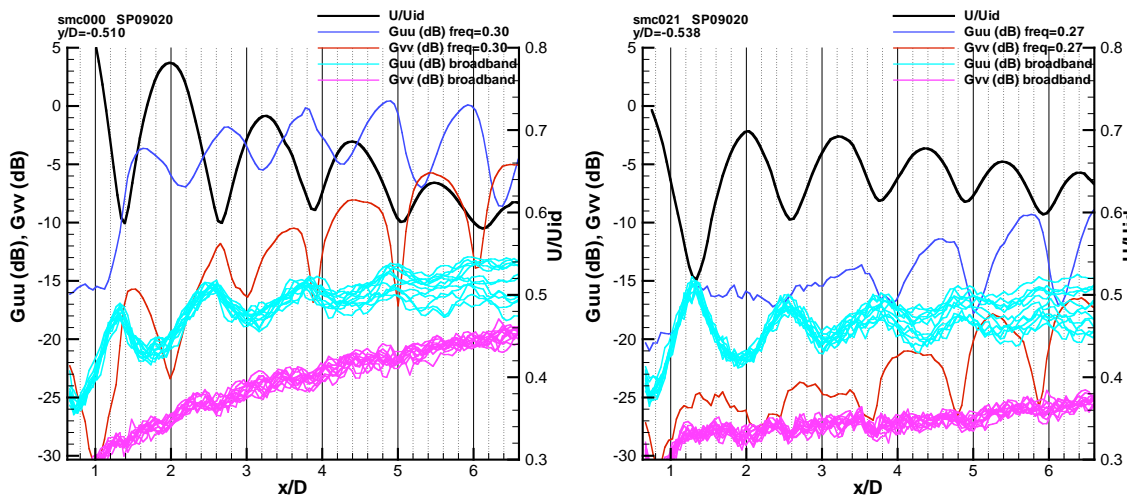 smc000 SP09020
y/D=-0.510
U/Uid
Guu (dB) freq=0.30
Gvv (dB) freq=0.30
Guu (dB) broadband
Gvv (dB) broadband
5
0
-5
-10
-15
-20
-25
-30
Guu (dB), Gvv (dB)
0.8
0.7
0.6
0.5
0.4
0.3
U/Uid
1 2 3 4 5 6
x/D
smc021 SP09020
y/D=-0.538
U/Uid
Guu (dB) freq=0.27
Gvv (dB) freq=0.27
Guu (dB) broadband
Gvv (dB) broadband
5
0
-5
-10
-15
-20
-25
-30
Guu (dB), Gvv (dB)
0.8
0.7
0.6
0.5
0.4
0.3
U/Uid
1 2 3 4 5 6
x/D